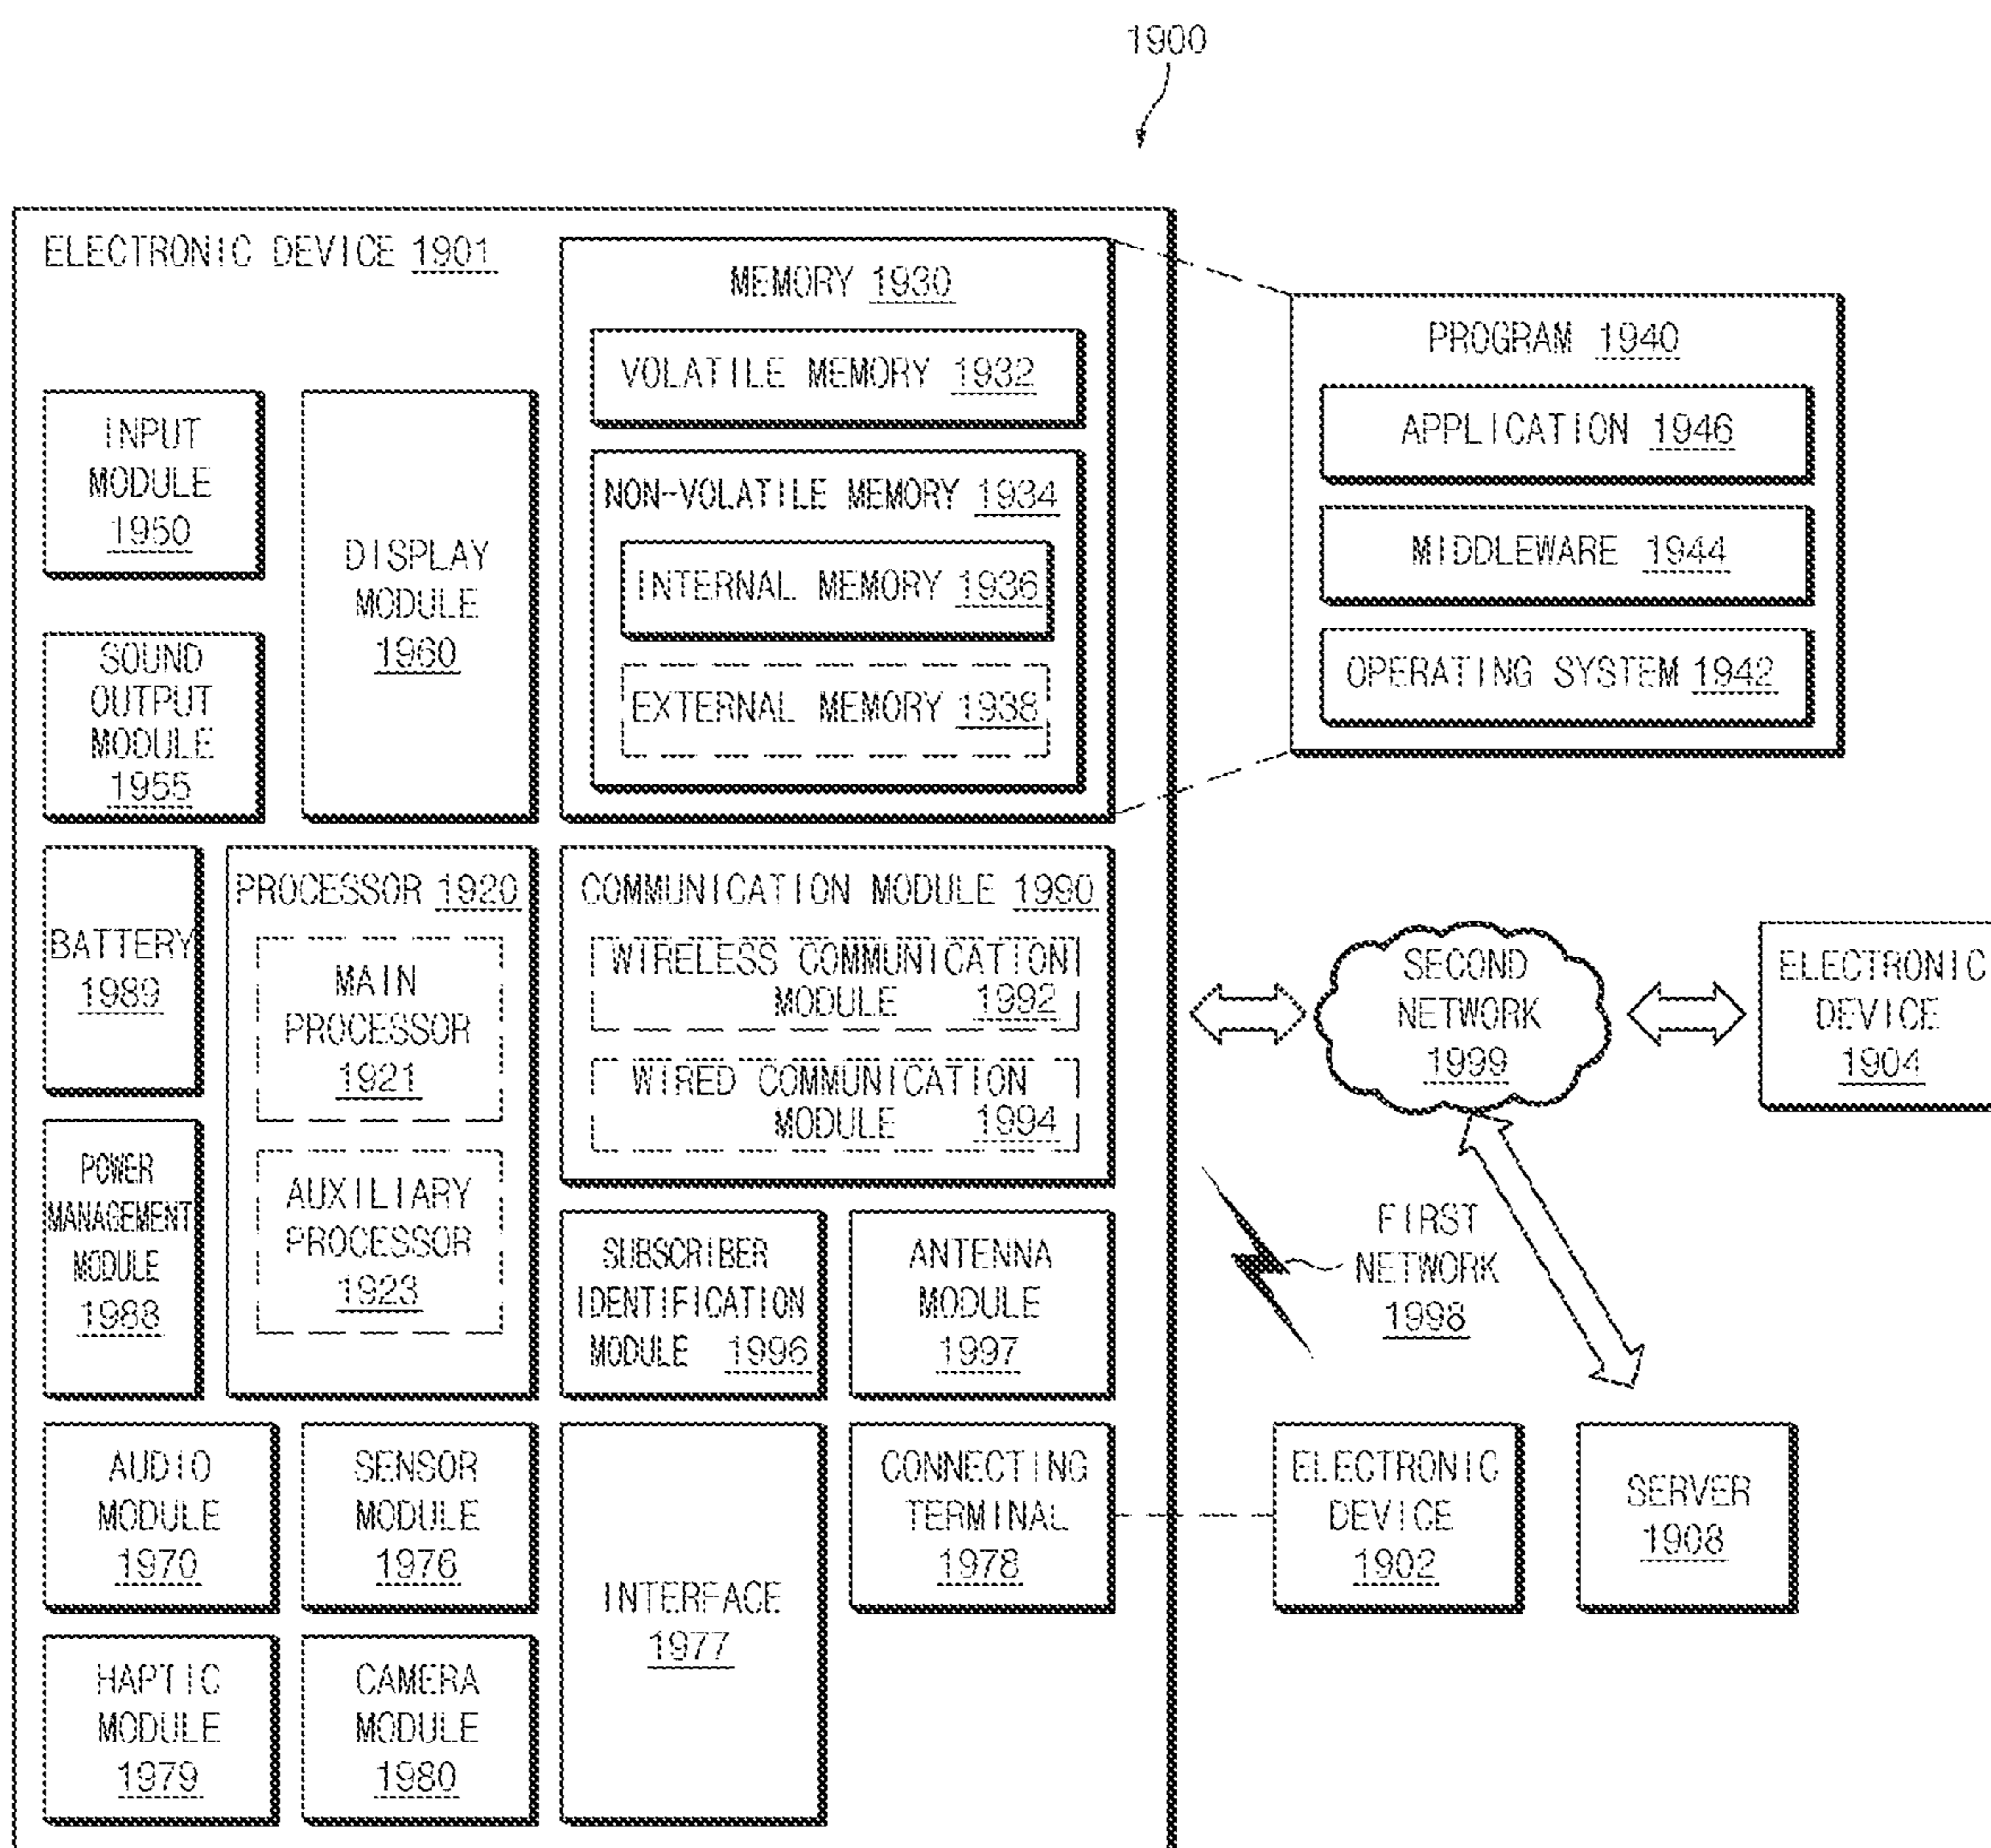 1900
ELECTRONIC DEVICE 1901
MEMORY 1930
VOLATILE MEMORY 1932
NON-VOLATILE MEMORY 1934
INTERNAL MEMORY 1936
EXTERNAL MEMORY 1938
PROGRAM 1940
APPLICATION 1946
MIDDLEWARE 1944
OPERATING SYSTEM 1942
INPUT
MODULE
1950
SOUND
OUTPUT
MODULE
1955
DISPLAY
MODULE
1960
BATTERY
1989
POWER
MANAGEMENT
MODULE
1988
PROCESSOR 1920
MAIN
PROCESSOR
1921
AUXILIARY
PROCESSOR
1923
COMMUNICATION MODULE 1990
WIRELESS COMMUNICATION
MODULE 1992
WIRED COMMUNICATION
MODULE 1994
SUBSCRIBER
IDENTIFICATION
MODULE 1996
ANTENNA
MODULE
1997
SECOND
NETWORK
1999
ELECTRONIC
DEVICE
1904
FIRST
NETWORK
1998
AUDIO
MODULE
1970
SENSOR
MODULE
1976
INTERFACE
1977
CONNECTING
TERMINAL
1978
ELECTRONIC
DEVICE
1902
SERVER
1908
HAPTIC
MODULE
1979
CAMERA
MODULE
1980